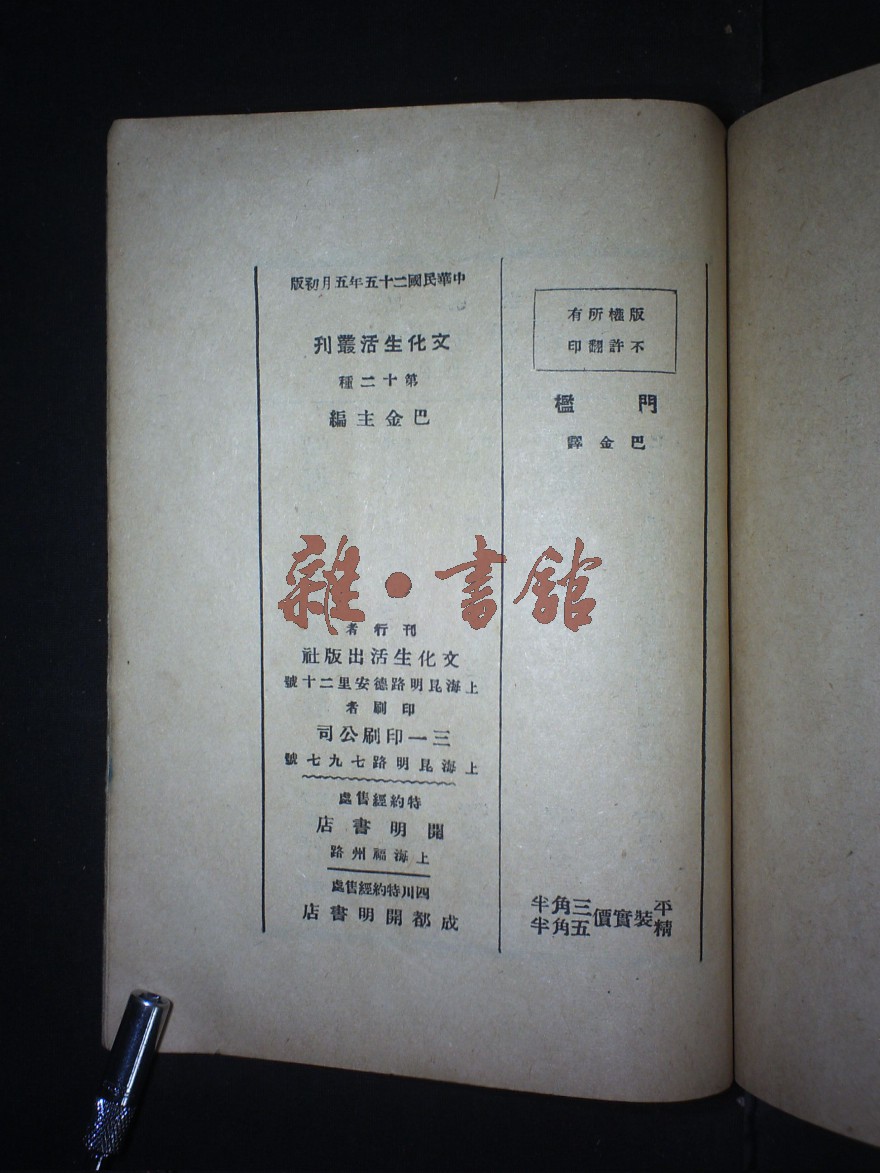 版權所有
不許翻印
門檻
巴金譯
平裝實價三角半
精裝實價五角半
中華民國二十五年五月初版
文化生活叢刊
第十二種
巴金主編
雜·書館
刊行者
文化生活出版社
上海昆明路德安里二十號
印刷者
三一印刷公司
上海昆明路七九七號
特約經售處
開明書店
上海福州路
四川特約經售處
成都開明書店